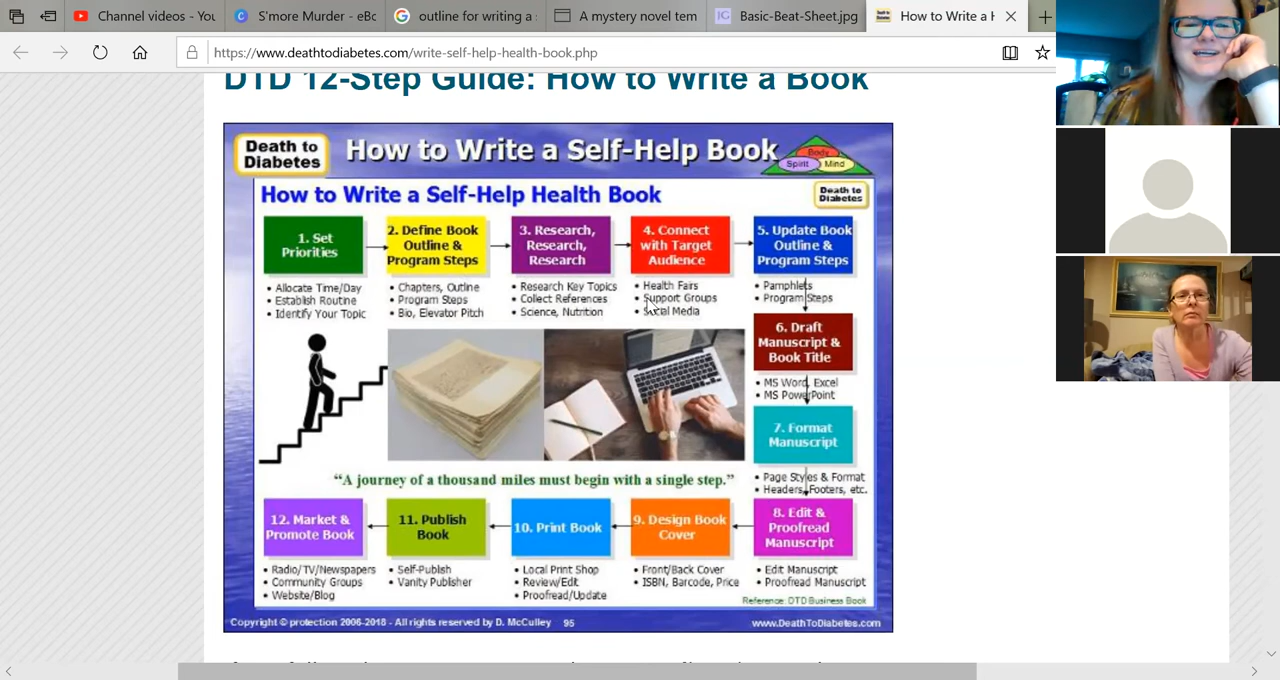 Channel videos - You
S'more Murder - eBo
outline for writing a s
A mystery novel tem
IG
Basic-Beat-Sheet.jpg
How to Write a H
https://www.deathtodiabetes.com/write-self-help-health-book.php
DTD 12-Step Guide: How to Write a Book
Death to
Diabetes
How to Write a Self-Help Book
Body
Spirit
Mind
How to Write a Self-Help Health Book
Death to
Diabetes
1. Set
Priorities
• Allocate Time/Day
• Establish Routine
• Identify Your Topic
2. Define Book
Outline &
Program Steps
• Chapters, Outline
• Program Steps
• Bio, Elevator Pitch
3. Research,
Research,
Research
• Research Key Topics
• Collect References
• Science, Nutrition
4. Connect
with Target
Audience
• Health Fairs
• Support Groups
• Social Media
5. Update Book
Outline &
Program Steps
• Pamphlets
• Program Steps
6. Draft
Manuscript &
Book Title
• MS Word, Excel
• MS PowerPoint
7. Format
Manuscript
• Page Styles & Format
• Headers, Footers, etc.
"A journey of a thousand miles must begin with a single step."
12. Market &
Promote Book
• Radio/TV/Newspapers
• Community Groups
• Website/Blog
11. Publish
Book
• Self-Publish
• Vanity Publisher
10. Print Book
• Local Print Shop
• Review/Edit
• Proofread/Update
9. Design Book
Cover
• Front/Back Cover
• ISBN, Barcode, Price
8. Edit &
Proofread
Manuscript
• Edit Manuscript
• Proofread Manuscript
Reference: DTD Business Book
Copyright © protection 2006-2018 - All rights reserved by D. McCulley 95
www.DeathToDiabetes.com